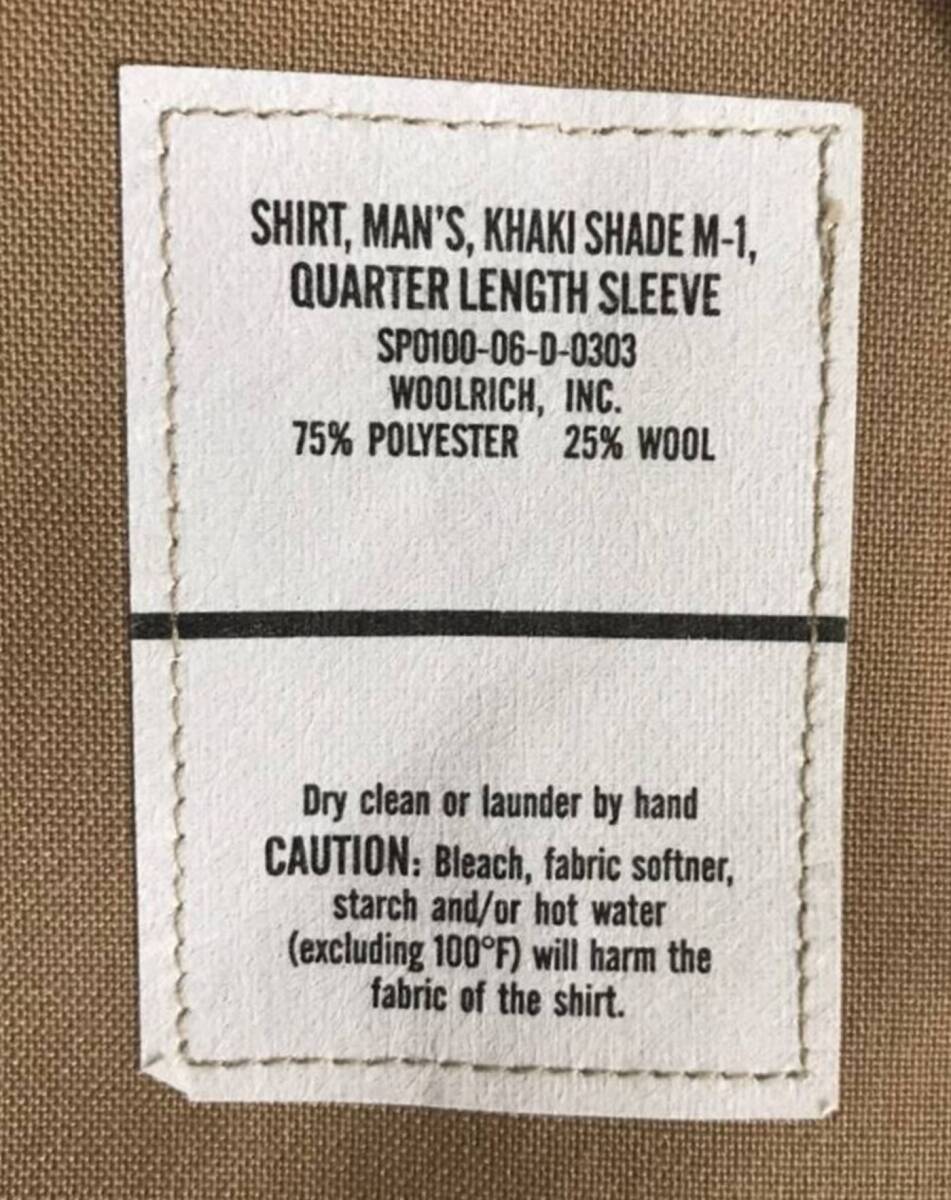 SHIRT, MAN'S, KHAKI SHADE M-1,
QUARTER LENGTH SLEEVE
SP0100-06-D-0303
WOOLRICH, INC.
75% POLYESTER 25% WOOL
Dry clean or launder by hand
CAUTION: Bleach, fabric softner,
starch and/or hot water
(excluding 100°F) will harm the
fabric of the shirt.